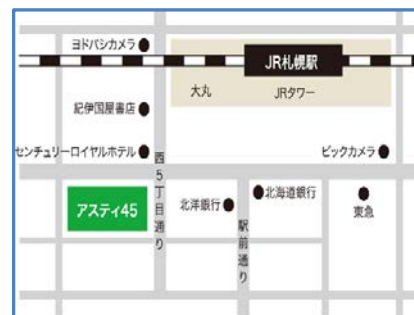 ヨドバシカメラ
JR札幌駅
大丸
JRタワー
紀伊国屋書店
センチュリーロイヤルホテル
ビックカメラ
西5丁目通り
アスティ45
北洋銀行
北海道銀行
東急
駅前通り